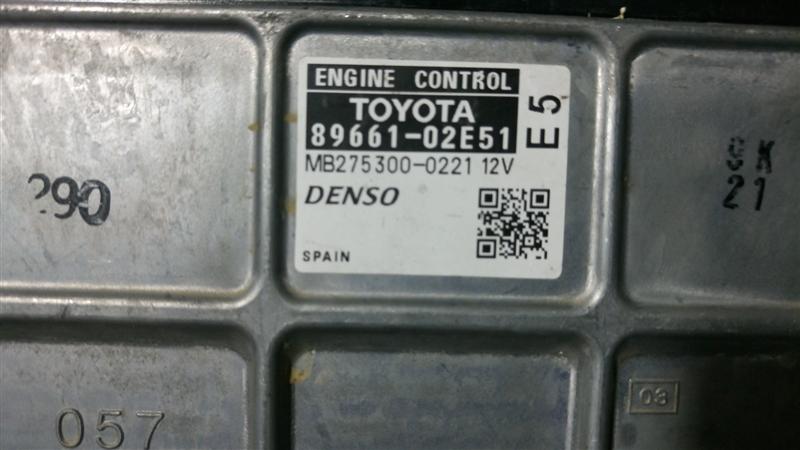 ENGINE CONTROL
TOYOTA
89661-02E51
E5
MB275300-0221 12V
DENSO
SPAIN
290
21
057
03